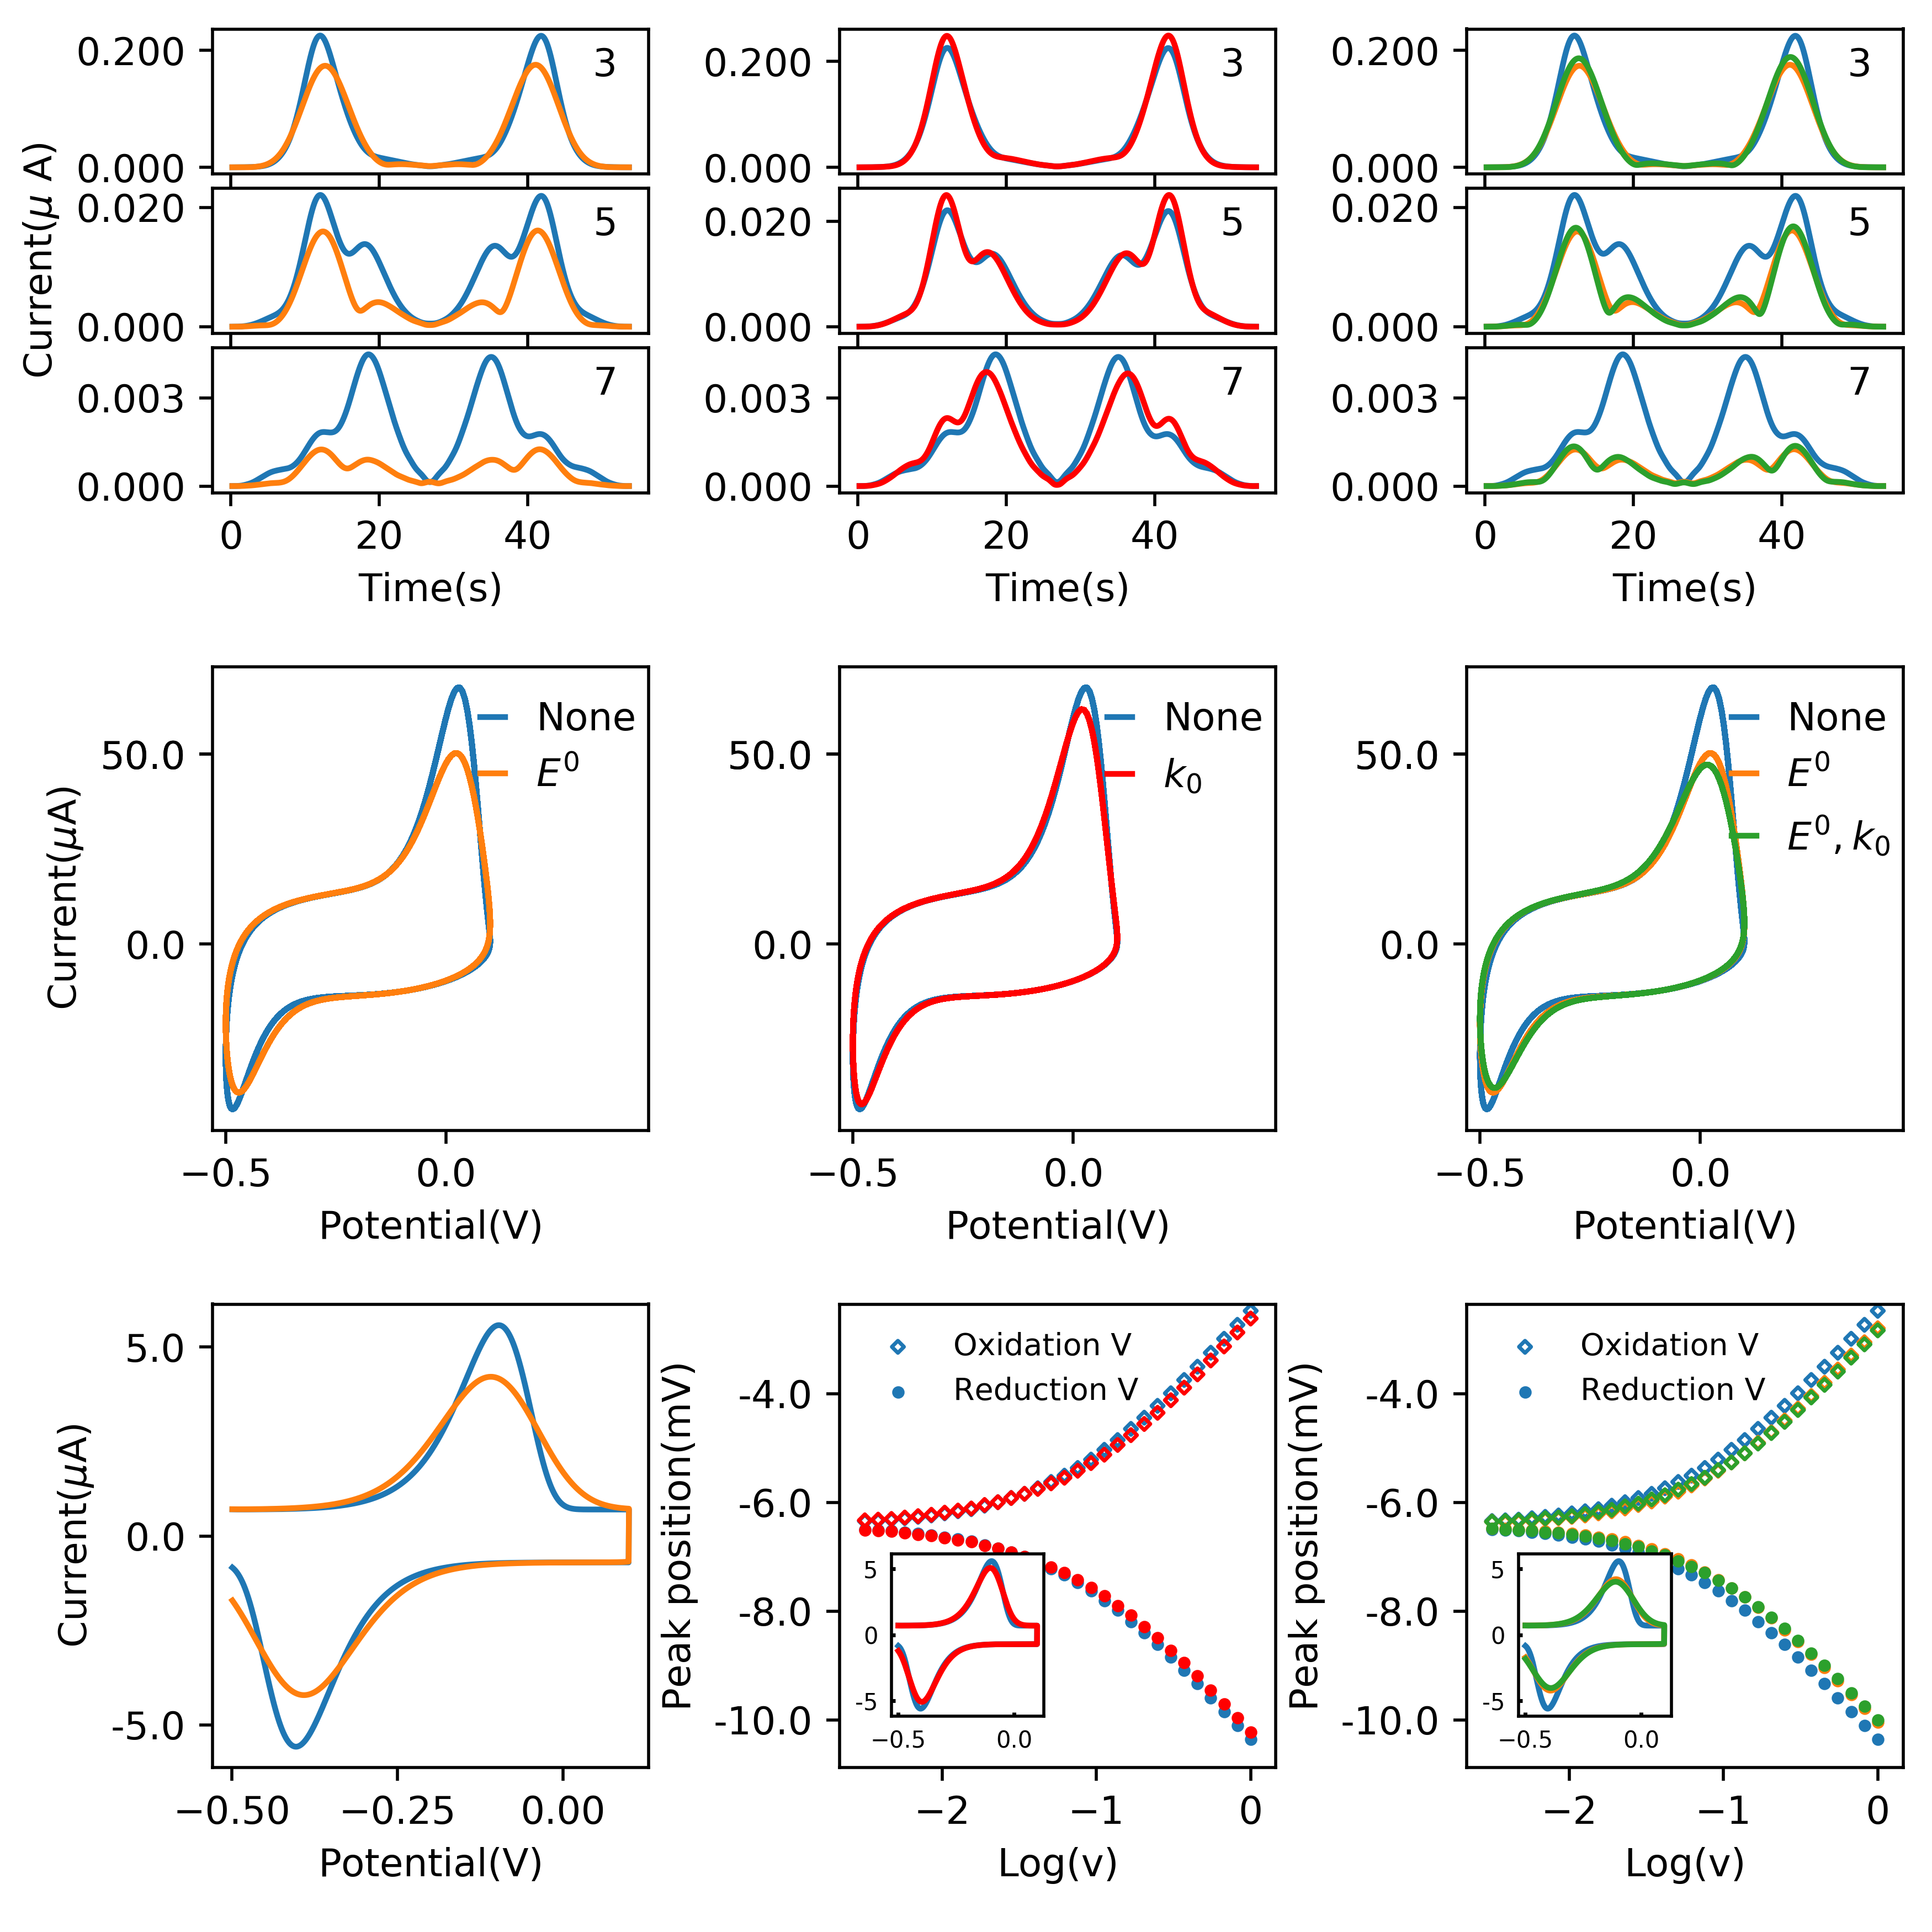 0.200
3
0.000
0.020
5
0.000
0.003
7
0.000
0 20 40
Time(s)
Current(μ A)
0.200
3
0.000
0.020
5
0.000
0.003
7
0.000
0 20 40
Time(s)
0.200
3
0.000
0.020
5
0.000
0.003
7
0.000
0 20 40
Time(s)
Current(μA)
50.0
0.0
None
E⁰
−0.5 0.0
Potential(V)
50.0
0.0
None
k₀
−0.5 0.0
Potential(V)
50.0
0.0
None
E⁰
E⁰, k₀
−0.5 0.0
Potential(V)
Current(μA)
5.0
0.0
-5.0
−0.50 −0.25 0.00
Potential(V)
Peak position(mV)
-4.0
-6.0
-8.0
-10.0
Oxidation V
Reduction V
5
0
-5
−0.5 0.0
−2 −1 0
Log(v)
Peak position(mV)
-4.0
-6.0
-8.0
-10.0
Oxidation V
Reduction V
5
0
-5
−0.5 0.0
−2 −1 0
Log(v)